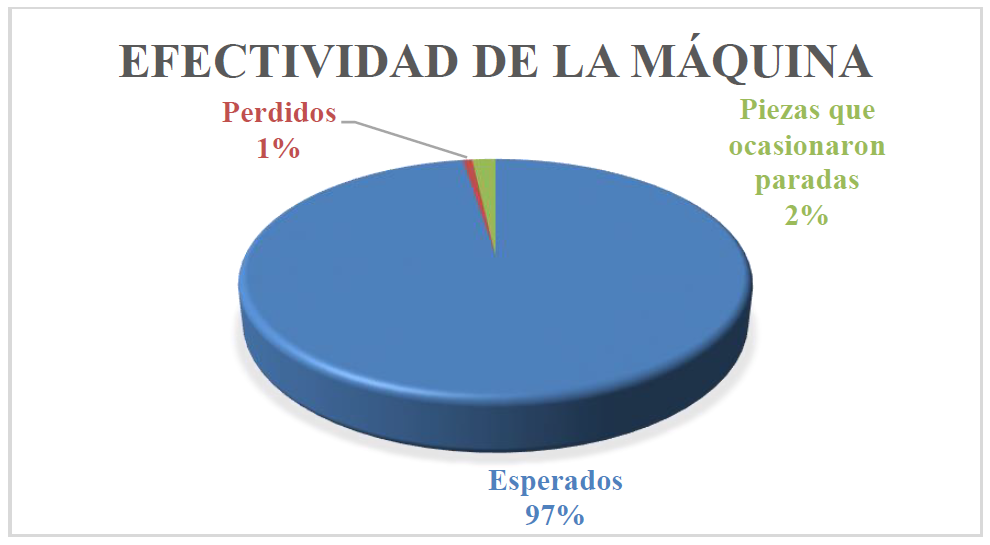 EFECTIVIDAD DE LA MÁQUINA
Perdidos
1%
Piezas que
ocasionaron
paradas
2%
Esperados
97%